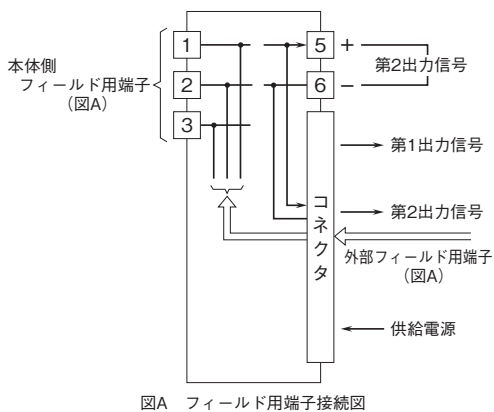 本体側
フィールド用端子
（図A）
1
2
3
5
+
6
−
第2出力信号
コネクタ
第1出力信号
第2出力信号
外部フィールド用端子
（図A）
供給電源
図A　フィールド用端子接続図